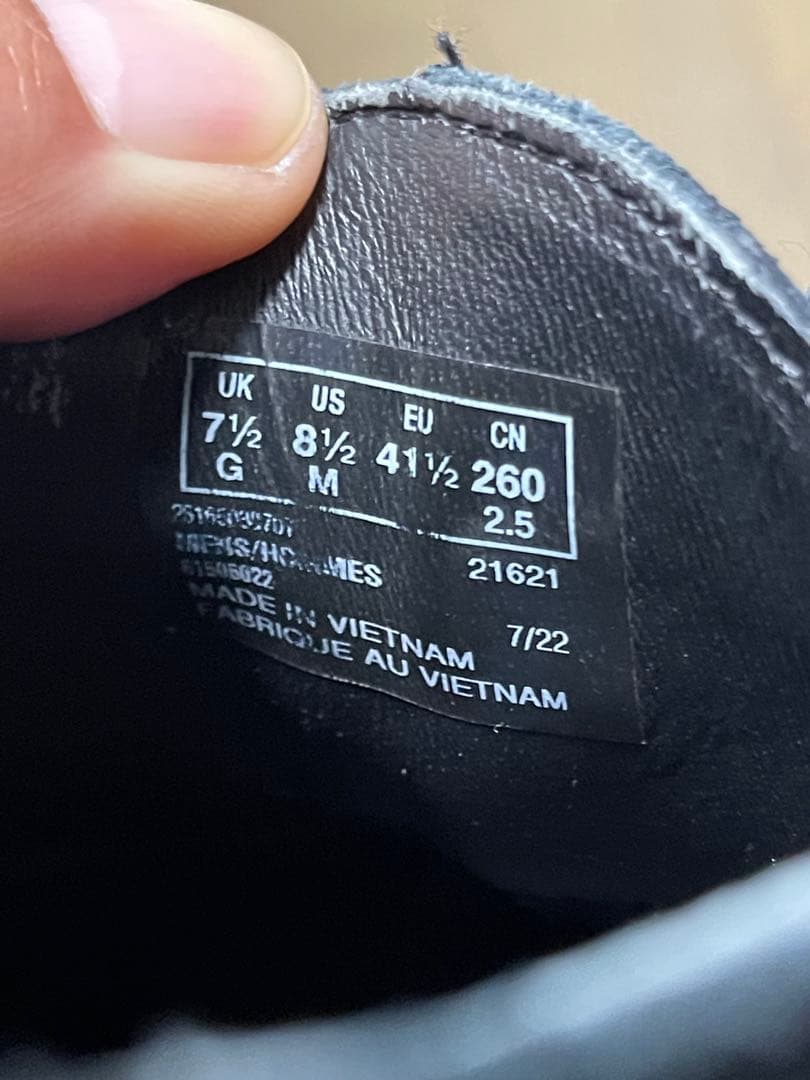 UK US EU CN
7½ 8½ 41½ 260
G M 2.5
21621
MADE IN VIETNAM 7/22
FABRIQUE AU VIETNAM